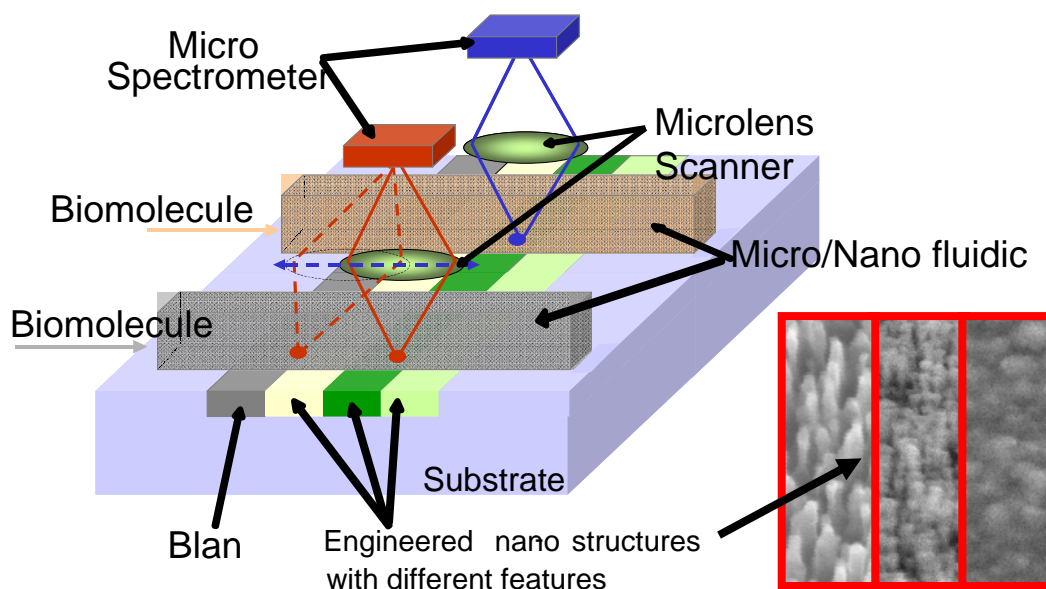 Micro
Spectrometer
Microlens
Scanner
Biomolecule
Micro/Nano fluidic
Biomolecule
Substrate
Blan
Engineered nano structures
with different features